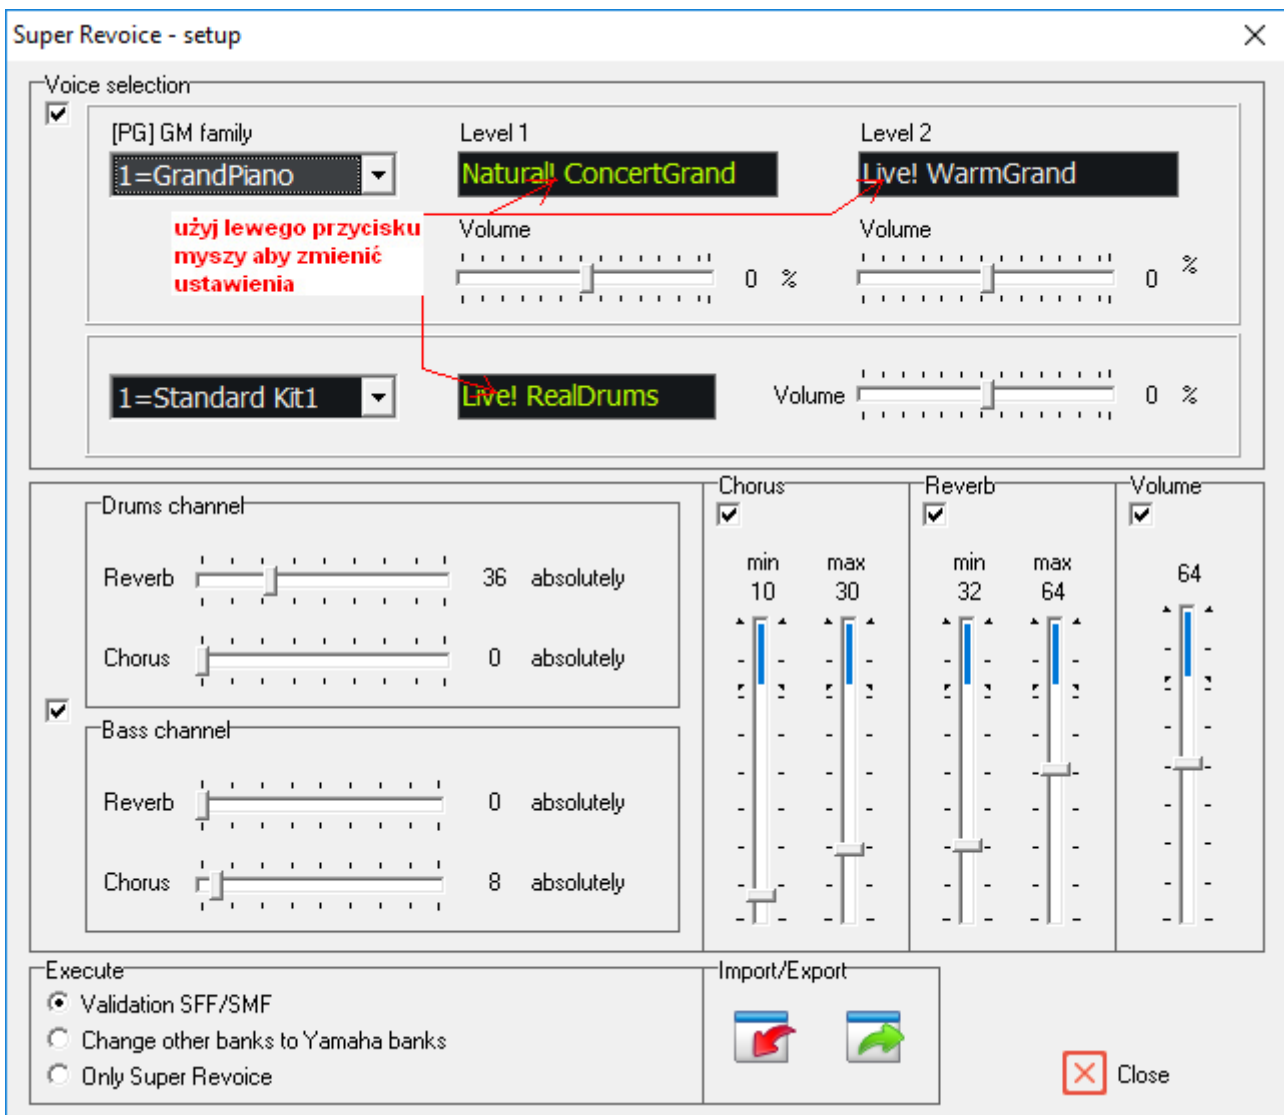 Super Revoice - setup
Voice selection
[PG] GM family
Level 1
Level 2
1=GrandPiano
Natural! ConcertGrand
Live! WarmGrand
użyj lewego przycisku
myszy aby zmienić
ustawienia
Volume
0 %
Volume
0 %
1=Standard Kit1
Live! RealDrums
Volume
0 %
Drums channel
Reverb
36 absolutely
Chorus
0 absolutely
Bass channel
Reverb
0 absolutely
Chorus
8 absolutely
Chorus
min max
10 30
Reverb
min max
32 64
Volume
64
Execute
Validation SFF/SMF
Change other banks to Yamaha banks
Only Super Revoice
Import/Export
Close